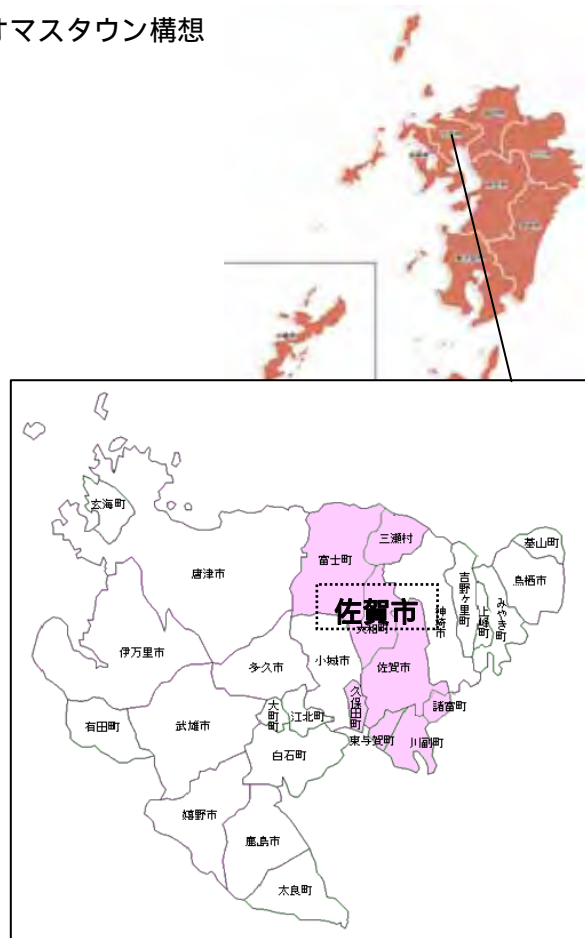 オマスタウン構想
玄海町
唐津市
富士町
三瀬村
基山町
鳥栖市
吉野ヶ里町
みやき町
上峰町
神埼市
佐賀市
大和町
伊万里市
多久市
小城市
佐賀市
久保田町
諸富町
有田町
武雄市
大町町
江北町
東与賀町
川副町
白石町
嬉野市
鹿島市
太良町